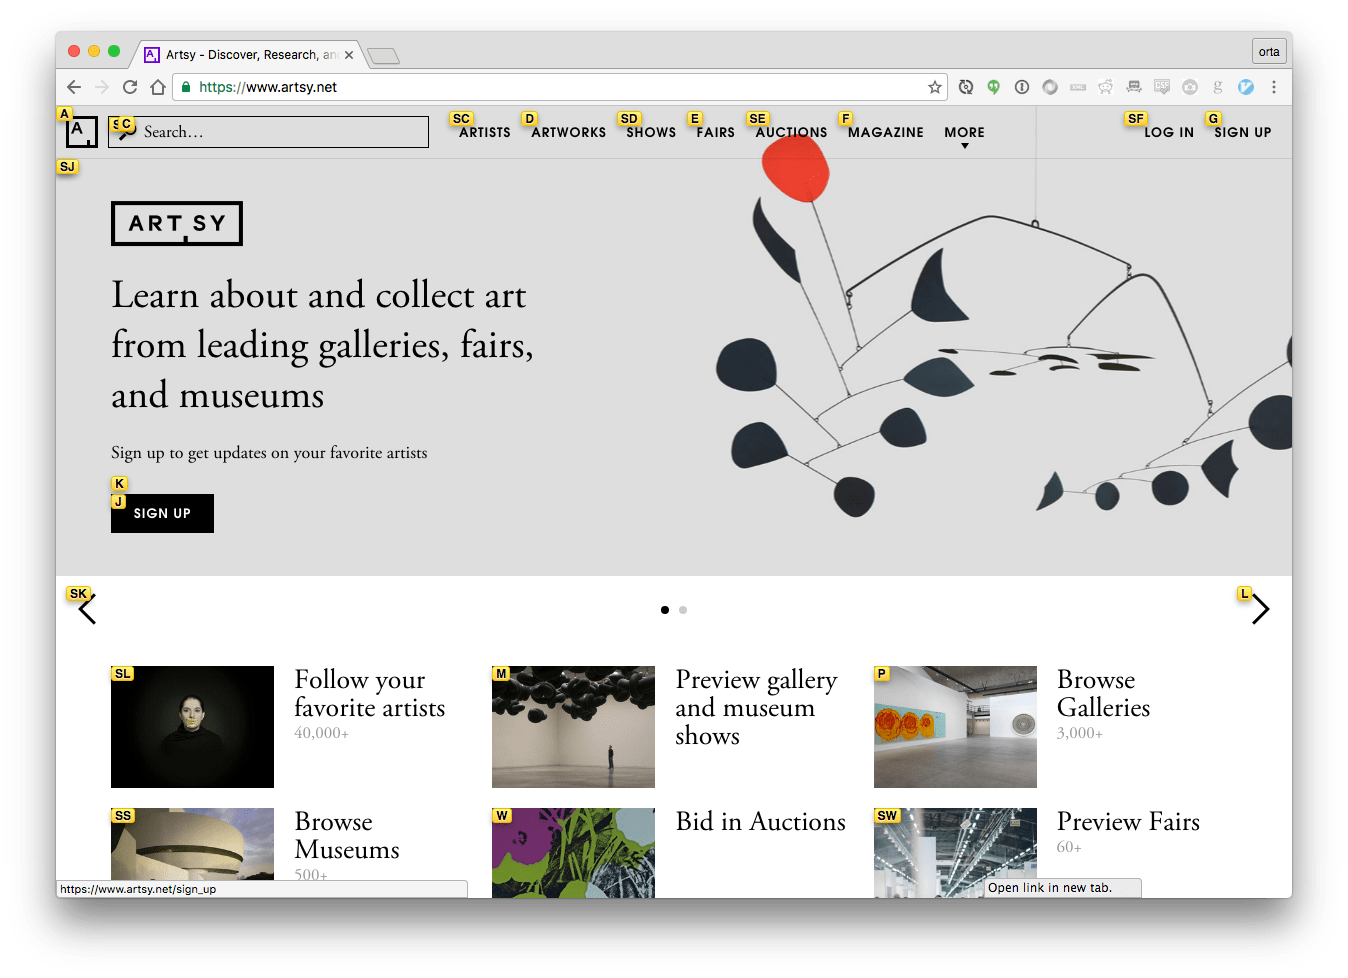 Artsy - Discover, Research, an
orta
https://www.artsy.net
A
A,
C
Search...
SC
ARTISTS
D
ARTWORKS
SD
SHOWS
E
FAIRS
SE
AUCTIONS
F
MAGAZINE
MORE
SF
LOG IN
G
SIGN UP
SJ
ART,SY
Learn about and collect art
from leading galleries, fairs,
and museums
Sign up to get updates on your favorite artists
K
J
SIGN UP
SK
L
SL
Follow your
favorite artists
40,000+
M
Preview gallery
and museum
shows
P
Browse
Galleries
3,000+
SS
Browse
Museums
500+
W
Bid in Auctions
SW
Preview Fairs
60+
https://www.artsy.net/sign_up
Open link in new tab.